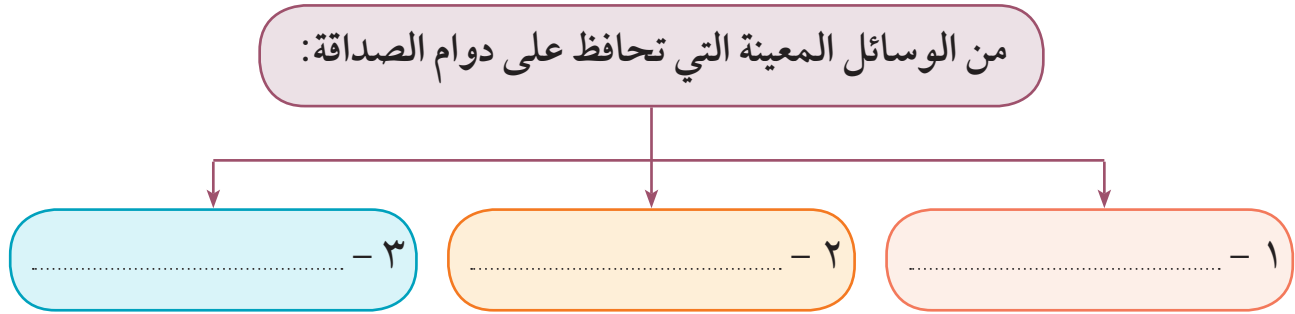 من الوسائل المعينة التي تحافظ على دوام الصداقة:
١ – ........................................
٢ – ........................................
٣ – ........................................